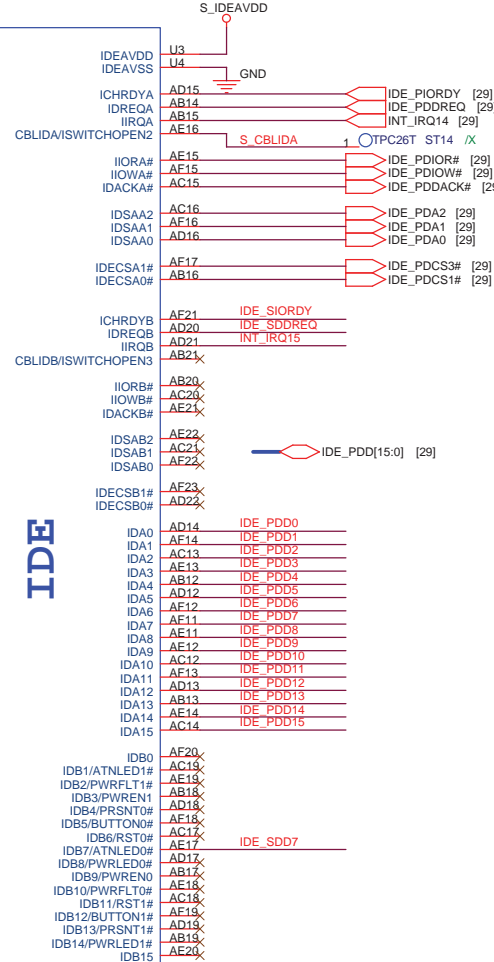 S_IDEAVDD
IDEAVDD U3
IDEAVSS U4
GND
ICHRDYA AD15 IDE_PIORDY [29]
IDEREQA AB14 IDE_PDDREQ [29
IIRQA AB15 INT_IRQ14 [29]
CBLIDA/ISWITCHOPEN2 AE16 S_CBLIDA 1 TPC26T ST14 /X
IIORA# AE15 IDE_PDIOR# [29]
IIOWA# AF15 IDE_PDIOW# [29]
IDACKA# AC15 IDE_PDDACK# [29
IDSAA2 AC16 IDE_PDA2 [29]
IDSAA1 AF16 IDE_PDA1 [29]
IDSAA0 AD16 IDE_PDA0 [29]
IDECSA1# AF17 IDE_PDCS3# [29]
IDECSA0# AB16 IDE_PDCS1# [29]
ICHRDYB AF21 IDE_SIORDY
IDREQB AD20 IDE_SDDREQ
IIRQB AD21 INT_IRQ15
CBLIDB/ISWITCHOPEN3 AB21
IIORB# AB20
IIOWB# AC20
IDACKB# AE21
IDSAB2 AE22
IDSAB1 AC21 IDE_PDD[15:0] [29]
IDSAB0 AF22
IDECSB1# AF23
IDECSB0# AD22
IDE
IDA0 AD14 IDE_PDD0
IDA1 AF14 IDE_PDD1
IDA2 AC13 IDE_PDD2
IDA3 AE13 IDE_PDD3
IDA4 AB12 IDE_PDD4
IDA5 AD12 IDE_PDD5
IDA6 AF12 IDE_PDD6
IDA7 AF11 IDE_PDD7
IDA8 AE11 IDE_PDD8
IDA9 AE12 IDE_PDD9
IDA10 AC12 IDE_PDD10
IDA11 AF13 IDE_PDD11
IDA12 AD13 IDE_PDD12
IDA13 AB13 IDE_PDD13
IDA14 AE14 IDE_PDD14
IDA15 AC14 IDE_PDD15
IDB0 AF20
IDB1/ATNLED1# AC19
IDB2/PWRFLT1# AE19
IDB3/PWREN1 AB18
IDB4/PRSNT0# AD18
IDB5/BUTTON0# AF18
IDB6/RST0# AC17
IDB7/ATNLED0# AE17 IDE_SDD7
IDB8/PWRLED0# AD17
IDB9/PWREN0 AB17
IDB10/PWRFLT0# AE18
IDB11/RST1# AC18
IDB12/BUTTON1# AF19
IDB13/PRSNT1# AD19
IDB14/PWRLED1# AB19
IDB15 AE20